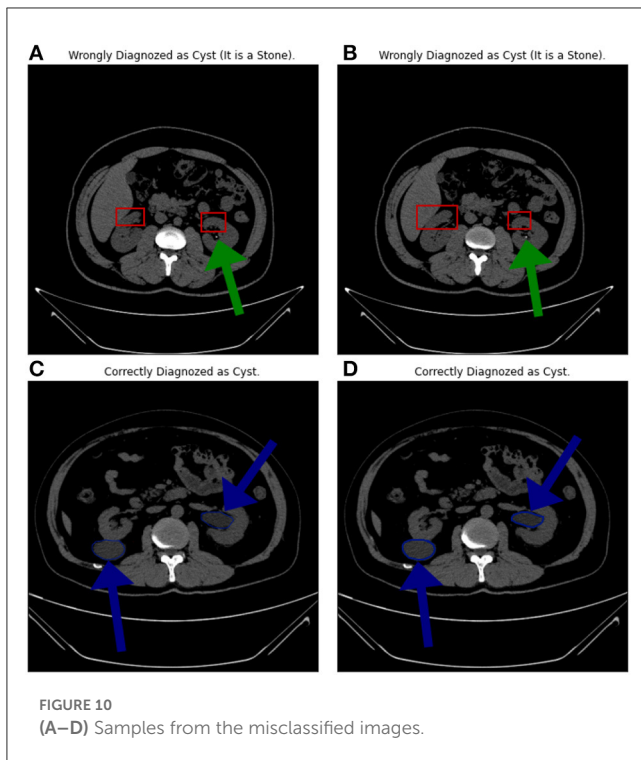 A
Wrongly Diagnozed as Cyst (It is a Stone).
B
Wrongly Diagnozed as Cyst (It is a Stone).
C
Correctly Diagnozed as Cyst.
D
Correctly Diagnozed as Cyst.
FIGURE 10
(A–D) Samples from the misclassified images.